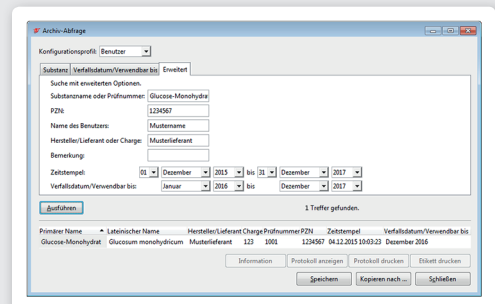 Archiv-Abfrage
Konfigurationsprofil: Benutzer
Substanz Verfallsdatum/Verwendbar bis Erweitert
Suche mit erweiterten Optionen.
Substanzname oder Prüfnummer: Glucose-Monohydra
PZN: 1234567
Name des Benutzers: Mustername
Hersteller/Lieferant oder Charge: Musterlieferant
Bemerkung:
Zeitstempel: 01 Dezember 2015 bis 31 Dezember 2017
Verfallsdatum/Verwendbar bis: Januar 2016 bis Dezember 2017
Ausführen 1 Treffer gefunden.
Primärer Name Lateinischer Name Hersteller/Lieferant Charge Prüfnummer PZN Zeitstempel Verfallsdatum/Verwendbar bis
Glucose-Monohydrat Glucosum monohydricum Musterlieferant 123 1001 1234567 04.12.2015 10:03:23 Dezember 2016
Information Protokoll anzeigen Protokoll drucken Etikett drucken
Speichern Kopieren nach ... Schließen